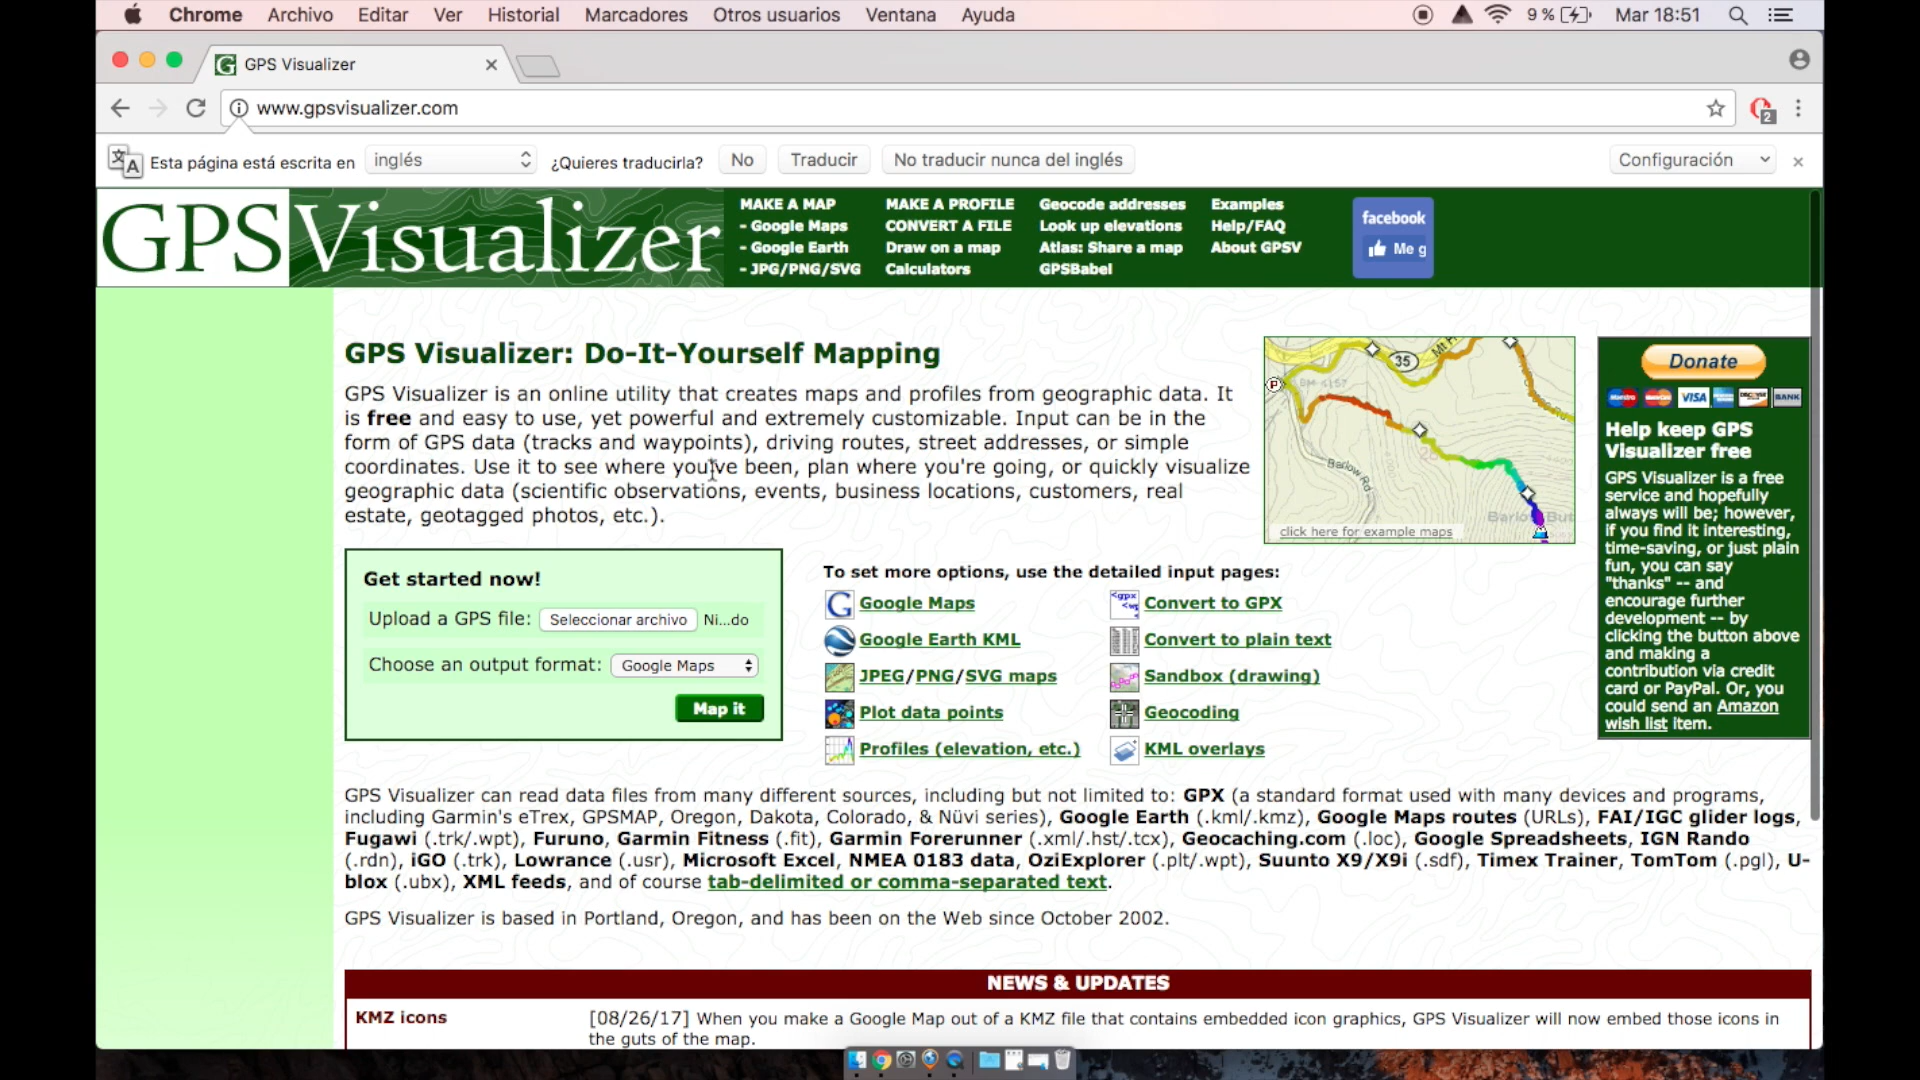 Chrome Archivo Editar Ver Historial Marcadores Otros usuarios Ventana Ayuda 9 % Mar 18:51
GPS Visualizer
www.gpsvisualizer.com 2
Esta página está escrita en inglés ¿Quieres traducirla? No Traducir No traducir nunca del inglés Configuración
GPSVisualizer
MAKE A MAP
- Google Maps
- Google Earth
- JPG/PNG/SVG
MAKE A PROFILE
CONVERT A FILE
Draw on a map
Calculators
Geocode addresses
Look up elevations
Atlas: Share a map
GPSBabel
Examples
Help/FAQ
About GPSV
facebook
Me g
GPS Visualizer: Do-It-Yourself Mapping
GPS Visualizer is an online utility that creates maps and profiles from geographic data. It
is free and easy to use, yet powerful and extremely customizable. Input can be in the
form of GPS data (tracks and waypoints), driving routes, street addresses, or simple
coordinates. Use it to see where you've been, plan where you're going, or quickly visualize
geographic data (scientific observations, events, business locations, customers, real
estate, geotagged photos, etc.).
35
P
BM 4157
Barlow Rd
click here for example maps
Donate
VISA BANK
Help keep GPS
Visualizer free
GPS Visualizer is a free
service and hopefully
always will be; however,
if you find it interesting,
time-saving, or just plain
fun, you can say
"thanks" -- and
encourage further
development -- by
clicking the button above
and making a
contribution via credit
card or PayPal. Or, you
could send an Amazon
wish list item.
Get started now!
Upload a GPS file: Seleccionar archivo Ni...do
Choose an output format: Google Maps
Map it
To set more options, use the detailed input pages:
Google Maps
Google Earth KML
JPEG/PNG/SVG maps
Plot data points
Profiles (elevation, etc.)
Convert to GPX
Convert to plain text
Sandbox (drawing)
Geocoding
KML overlays
GPS Visualizer can read data files from many different sources, including but not limited to: GPX (a standard format used with many devices and programs,
including Garmin's eTrex, GPSMAP, Oregon, Dakota, Colorado, & Nüvi series), Google Earth (.kml/.kmz), Google Maps routes (URLs), FAI/IGC glider logs,
Fugawi (.trk/.wpt), Furuno, Garmin Fitness (.fit), Garmin Forerunner (.xml/.hst/.tcx), Geocaching.com (.loc), Google Spreadsheets, IGN Rando
(.rdn), iGO (.trk), Lowrance (.usr), Microsoft Excel, NMEA 0183 data, OziExplorer (.plt/.wpt), Suunto X9/X9i (.sdf), Timex Trainer, TomTom (.pgl), U-
blox (.ubx), XML feeds, and of course tab-delimited or comma-separated text.
GPS Visualizer is based in Portland, Oregon, and has been on the Web since October 2002.
NEWS & UPDATES
KMZ icons
[08/26/17] When you make a Google Map out of a KMZ file that contains embedded icon graphics, GPS Visualizer will now embed those icons in
the guts of the map.